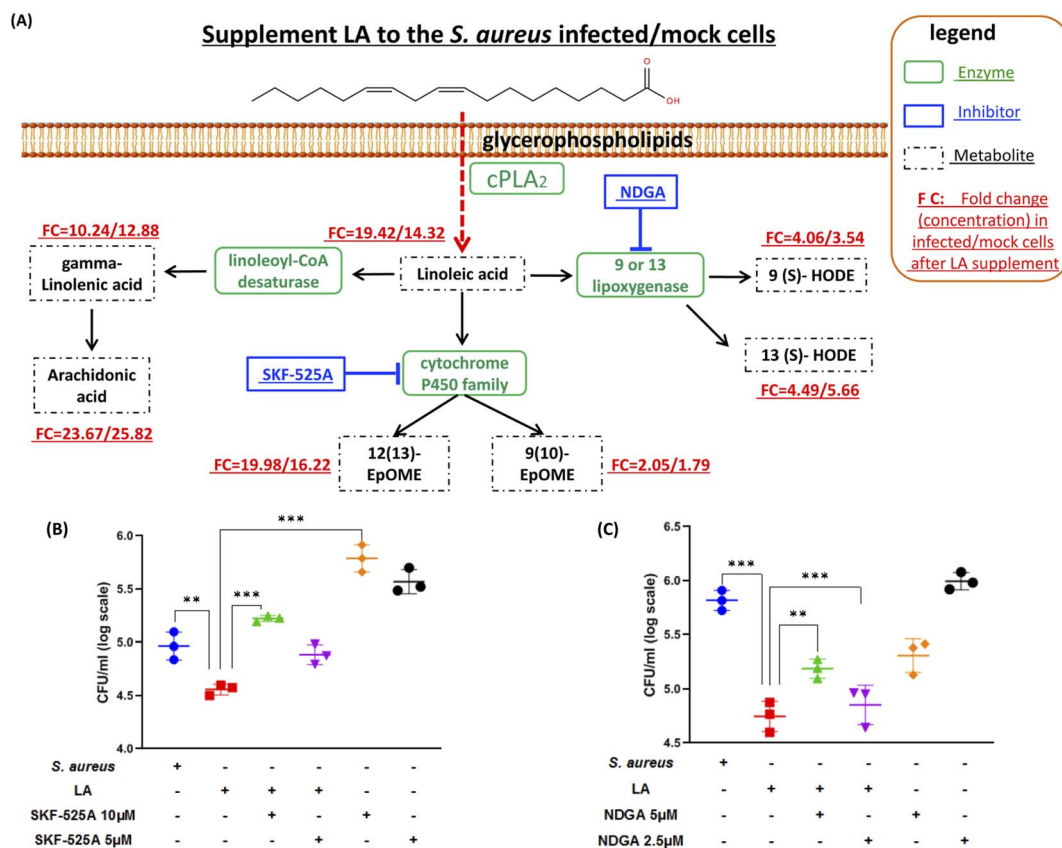 (A)
Supplement LA to the S. aureus infected/mock cells
O
OH
glycerophospholipids
cPLA2
NDGA
FC=10.24/12.88
FC=19.42/14.32
FC=4.06/3.54
gamma-
Linolenic acid
linoleoyl-CoA
desaturase
Linoleic acid
9 or 13
lipoxygenase
9 (S)- HODE
Arachidonic
acid
SKF-525A
cytochrome
P450 family
13 (S)- HODE
FC=4.49/5.66
FC=23.67/25.82
FC=19.98/16.22
12(13)-
EpOME
9(10)-
EpOME
FC=2.05/1.79
legend
Enzyme
Inhibitor
Metabolite
F C: Fold change
(concentration) in
infected/mock cells
after LA supplement
(B)
CFU/ml (log scale)
6.0
5.5
5.0
4.5
4.0
**
***
***
S. aureus + - - - - -
LA - + + + - -
SKF-525A 10µM - - + - + -
SKF-525A 5µM - - - + - +
(C)
CFU/ml (log scale)
6.5
6.0
5.5
5.0
4.5
***
***
**
S. aureus + - - - - -
LA - + + + - -
NDGA 5µM - - + - + -
NDGA 2.5µM - - - + - +